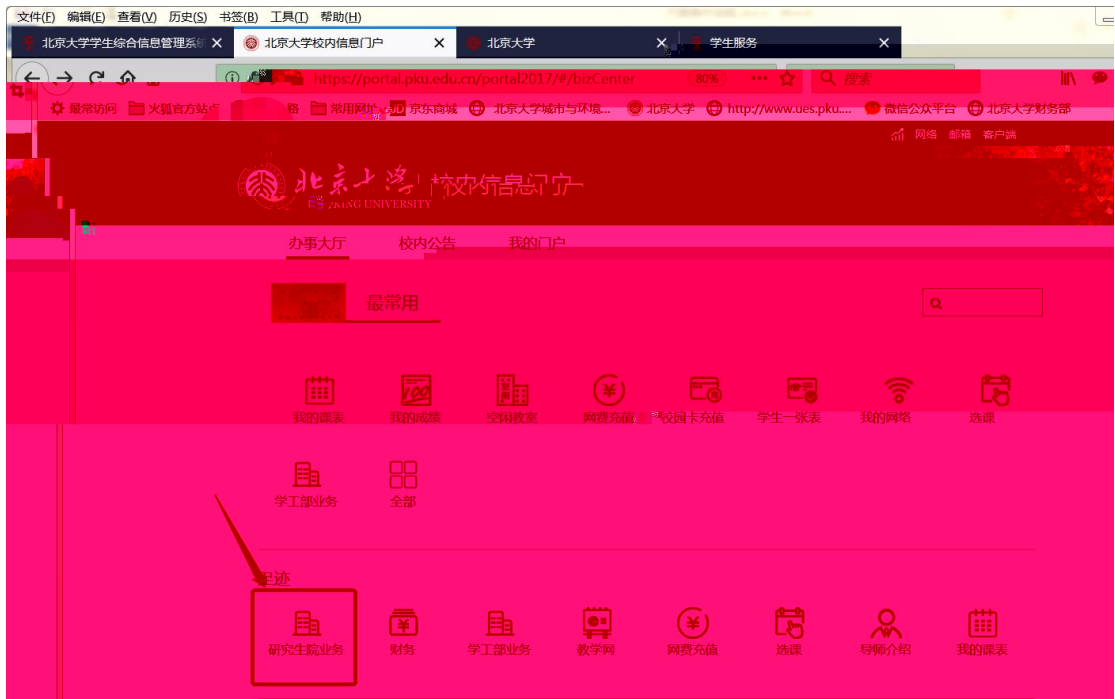 文件(F) 编辑(E) 查看(V) 历史(S) 书签(B) 工具(T) 帮助(H)
北京大学学生综合信息管理系统 × 北京大学校内信息门户 × 北京大学 × 学生服务 ×
https://portal.pku.edu.cn/portal2017/#/bizCenter 80% ··· 搜索
最常访问 火狐官方站点 常用网址 京东商城 北京大学城市与环境... 北京大学 http://www.ues.pku.... 微信公众平台 北京大学财务部
网络 邮箱 客户端
北京大学 校内信息门户
PEKING UNIVERSITY
办事大厅 校内公告 我的门户
最常用
我的课表 我的成绩 空闲教室 网费充值 校园卡充值 学生一张表 我的网络 选课
学工部业务 全部
足迹
研究生院业务 财务 学工部业务 教学网 网费充值 选课 导师介绍 我的课表